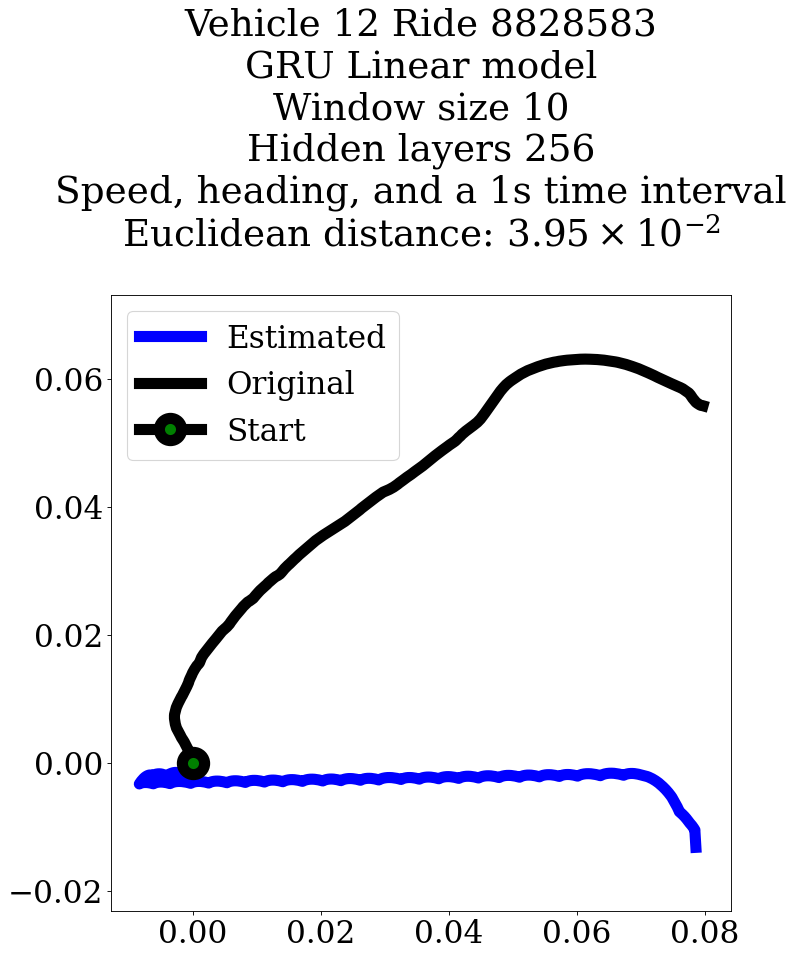 Vehicle 12 Ride 8828583
GRU Linear model
Window size 10
Hidden layers 256
Speed, heading, and a 1s time interval
Euclidean distance: 3.95 × 10⁻²
Estimated
Original
Start
0.06
0.04
0.02
0.00
−0.02
0.00 0.02 0.04 0.06 0.08